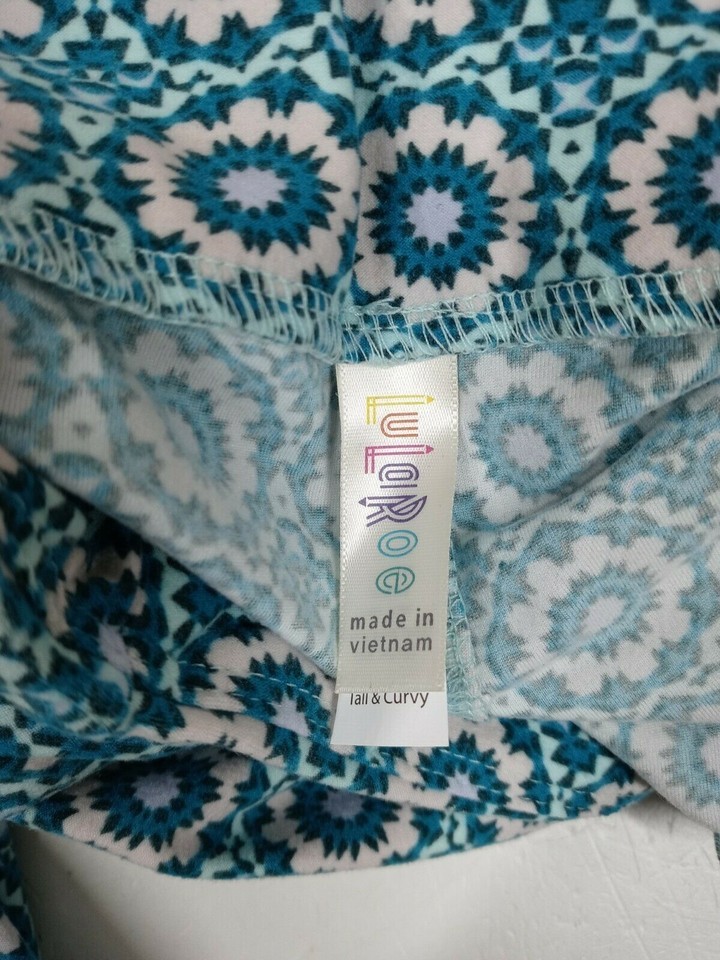 LuLaRoe
made in
vietnam
Tall & Curvy